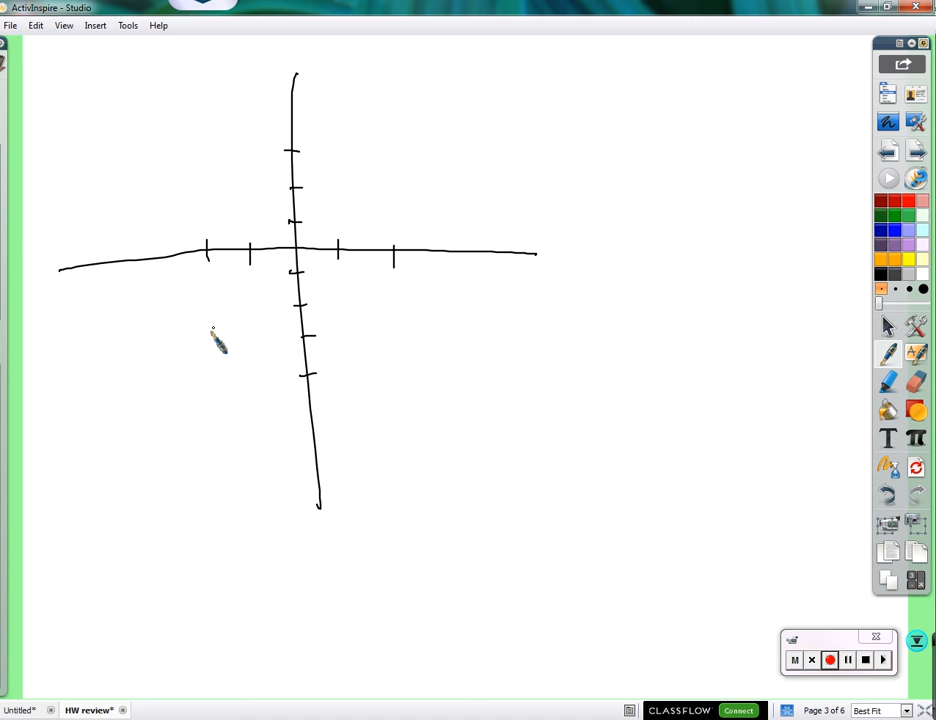 ActivInspire - Studio
File Edit View Insert Tools Help
T π
M
Untitled* HW review*
CLASSFLOW Connect
Page 3 of 6
Best Fit